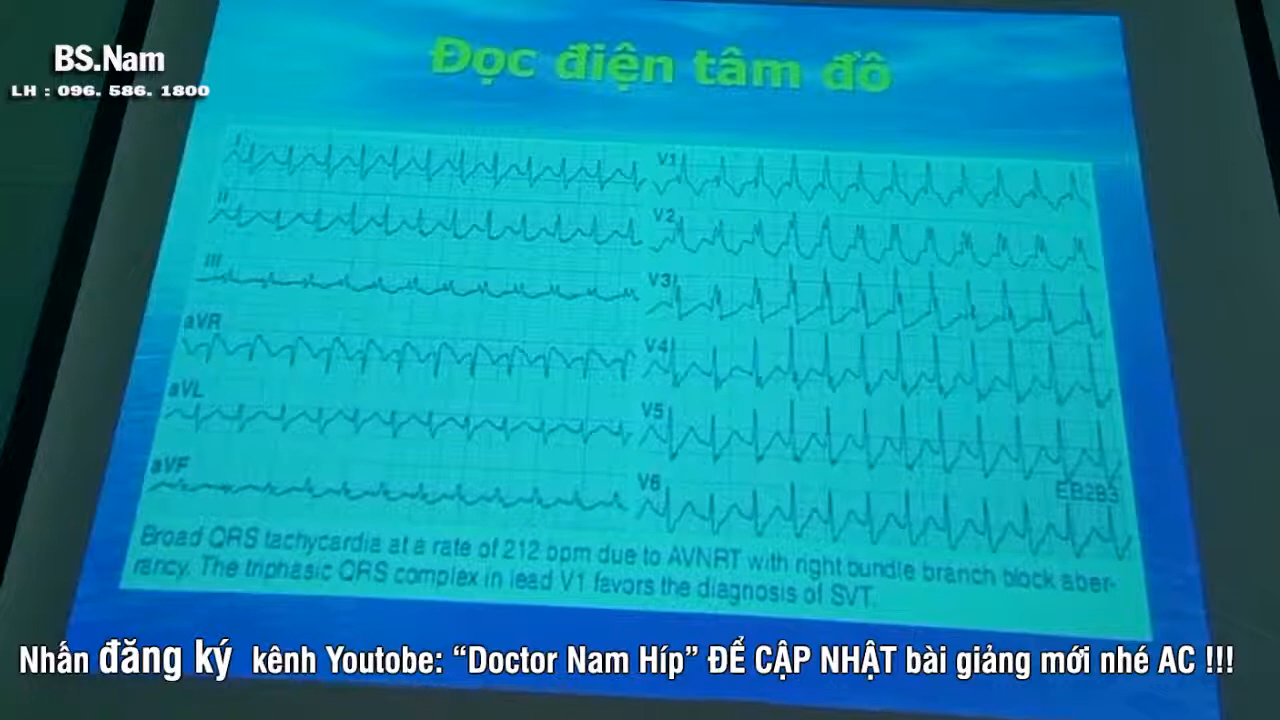 BS.Nam
LH : 096. 586. 1800
Đọc điện tâm đồ
I
II
III
aVR
aVL
aVF
V1
V2
V3
V4
V5
V6
EB2B3
Broad QRS tachycardia at a rate of 212 bpm due to AVNRT with right bundle branch block aber-
rancy. The triphasic QRS complex in lead V1 favors the diagnosis of SVT.
Nhấn đăng ký kênh Youtobe: “Doctor Nam Híp” ĐỂ CẬP NHẬT bài giảng mới nhé AC !!!